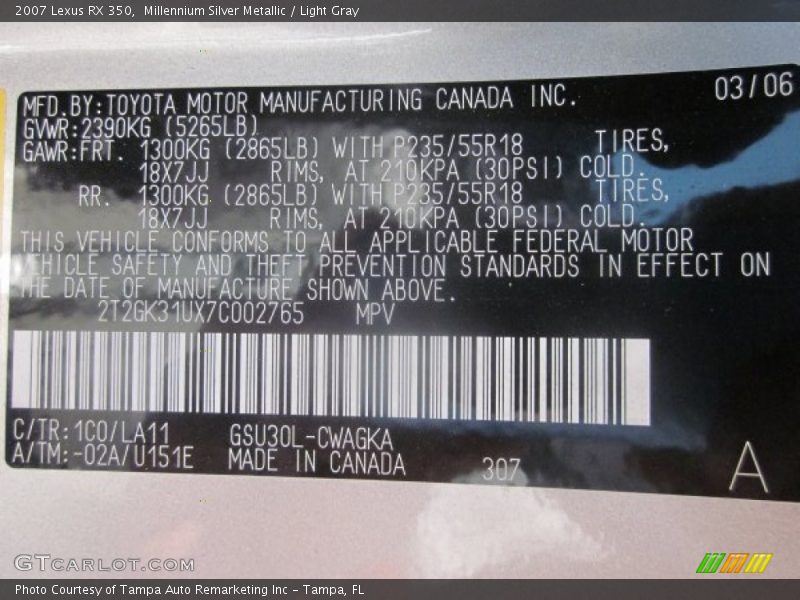 2007 Lexus RX 350,  Millennium Silver Metallic / Light Gray
03/06
MFD.BY:TOYOTA MOTOR MANUFACTURING CANADA INC.
GVWR:2390KG (5265LB)
GAWR:FRT. 1300KG (2865LB) WITH P235/55R18 TIRES,
18X7JJ RIMS, AT 210KPA (30PSI) COLD.
RR. 1300KG (2865LB) WITH P235/55R18 TIRES,
18X7JJ RIMS, AT 210KPA (30PSI) COLD.
THIS VEHICLE CONFORMS TO ALL APPLICABLE FEDERAL MOTOR
VEHICLE SAFETY AND THEFT PREVENTION STANDARDS IN EFFECT ON
THE DATE OF MANUFACTURE SHOWN ABOVE.
2T2GK31UX7C002765 MPV
C/TR:1C0/LA11 GSU30L-CWAGKA
A/TM:-02A/U151E MADE IN CANADA 307
A
GTCARLOT.COM
Photo Courtesy of Tampa Auto Remarketing Inc – Tampa, FL